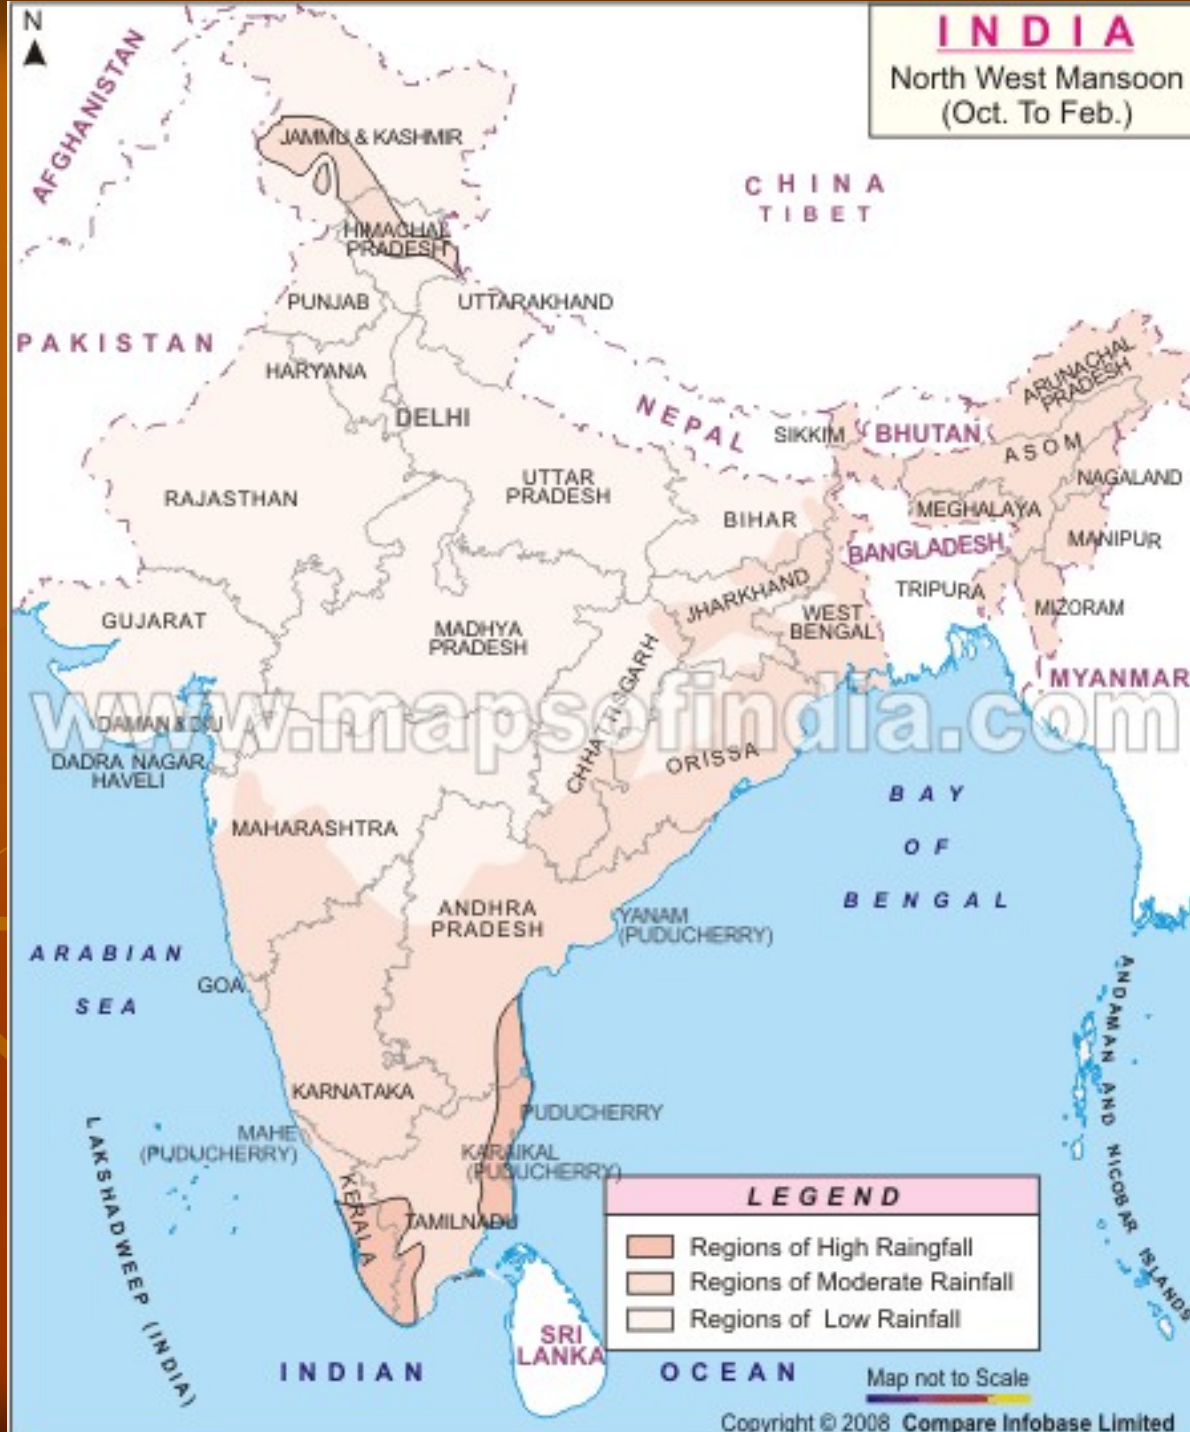 N
INDIA
North West Mansoon
(Oct. To Feb.)
AFGHANISTAN
JAMMU & KASHMIR
CHINA
TIBET
HIMACHAL
PRADESH
PUNJAB
UTTARAKHAND
PAKISTAN
HARYANA
DELHI
NEPAL
SIKKIM
BHUTAN
ARUNACHAL
PRADESH
ASOM
NAGALAND
RAJASTHAN
UTTAR
PRADESH
BIHAR
MEGHALAYA
MANIPUR
BANGLADESH
TRIPURA
MIZORAM
GUJARAT
MADHYA
PRADESH
JHARKHAND
WEST
BENGAL
MYANMAR
www.mapsofindia.com
DAMAN & DIU
DADRA NAGAR
HAVELI
CHHATTISGARH
ORISSA
MAHARASHTRA
BAY
OF
BENGAL
ANDHRA
PRADESH
YANAM
(PUDUCHERRY)
ARABIAN
SEA
GOA
ANDAMAN AND NICOBAR ISLANDS
KARNATAKA
PUDUCHERRY
MAHE
(PUDUCHERRY)
KARAIKAL
(PUDUCHERRY)
LAKSHADWEEP (INDIA)
KERALA
TAMILNADU
LEGEND
Regions of High Raingfall
Regions of Moderate Rainfall
Regions of Low Rainfall
SRI
LANKA
INDIAN OCEAN
Map not to Scale
Copyright © 2008 Compare Infobase Limited